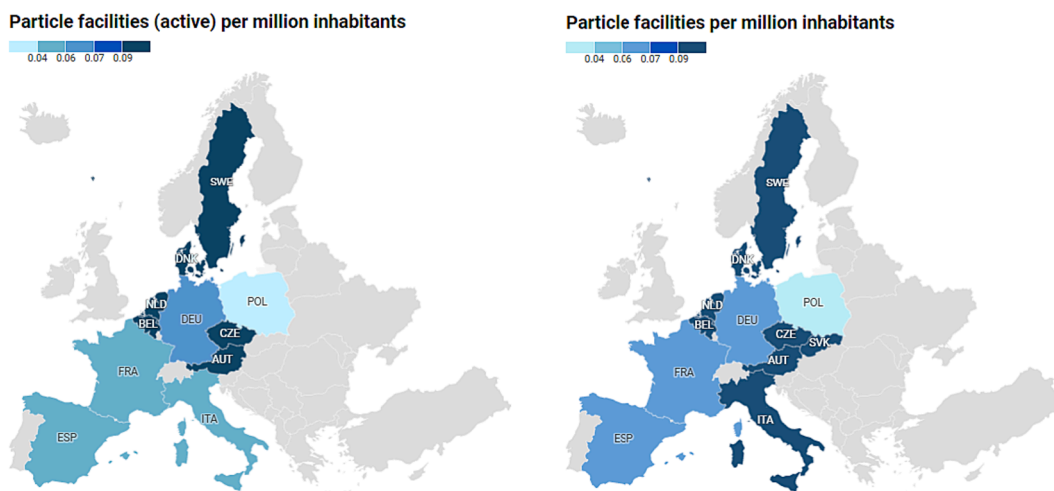 Particle facilities (active) per million inhabitants
0.04 0.06 0.07 0.09
SWE
DNK
NLD
POL
BEL
DEU
CZE
AUT
FRA
ITA
ESP
Particle facilities per million inhabitants
0.04 0.06 0.07 0.09
SWE
DNK
NLD
POL
BEL
DEU
CZE
SVK
AUT
FRA
ITA
ESP